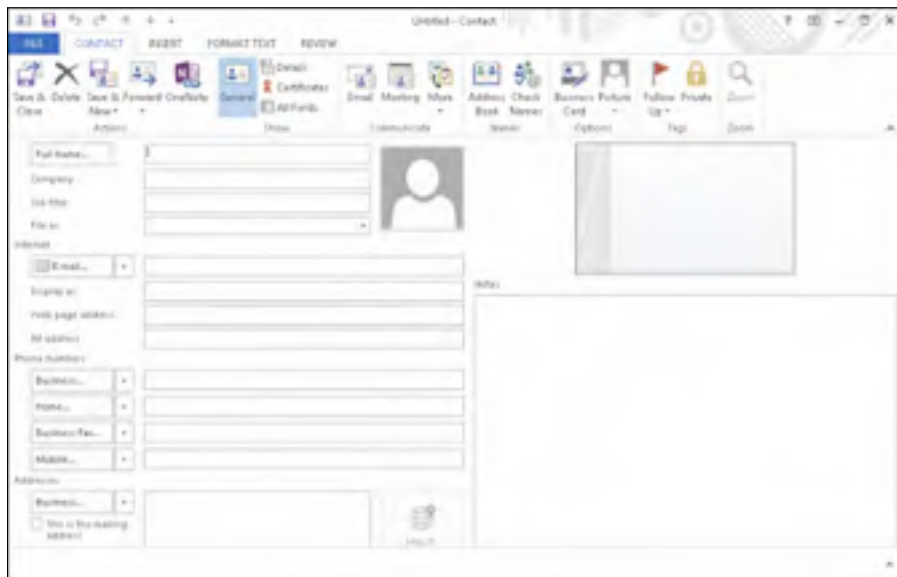 Untitled - Contact
FILE CONTACT INSERT FORMAT TEXT REVIEW
Save & Close Delete Save & New Forward OneNote General Details Certificates All Fields Email Meeting More Address Book Check Names Business Card Picture Follow Up Private Zoom
Actions Show Communicate Names Options Tags Zoom
Full Name...
Company
Job title
File as
Internet
E-mail...
Display as
Web page address
IM address
Phone numbers
Business...
Home...
Business Fax...
Mobile...
Addresses
Business...
This is the mailing
address
Notes
Map It